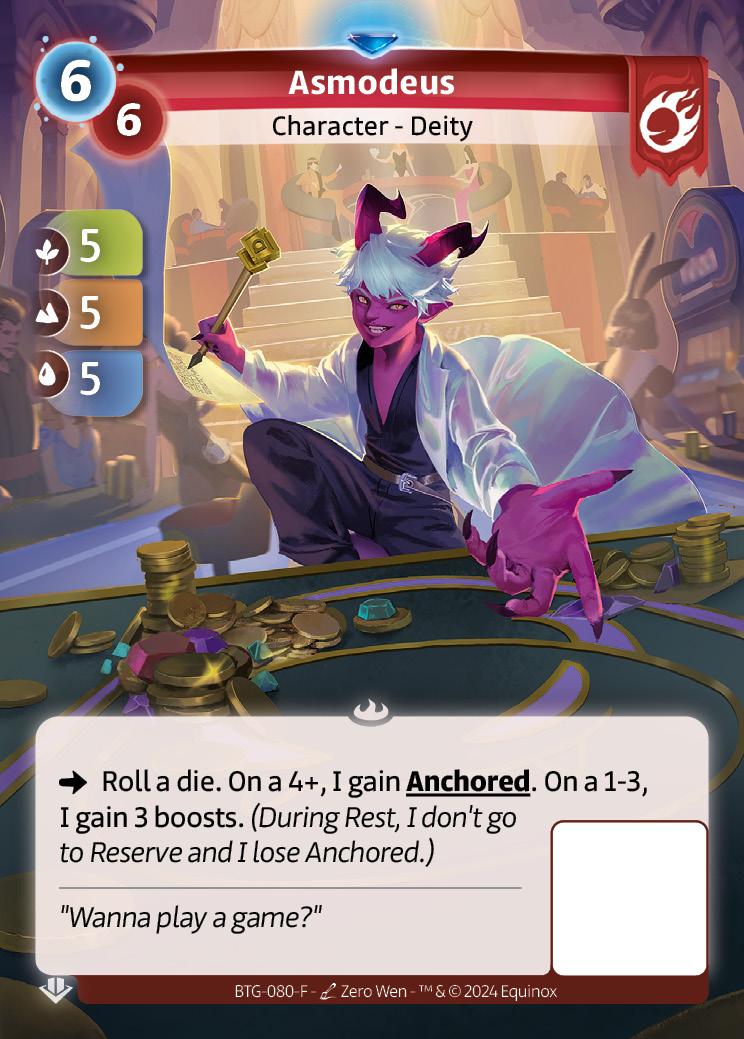 6
Asmodeus
6
Character - Deity
5
5
5
Roll a die. On a 4+, I gain Anchored. On a 1-3,
I gain 3 boosts. (During Rest, I don't go
to Reserve and I lose Anchored.)
"Wanna play a game?"
BTG-080-F - Zero Wen - ™ & © 2024 Equinox